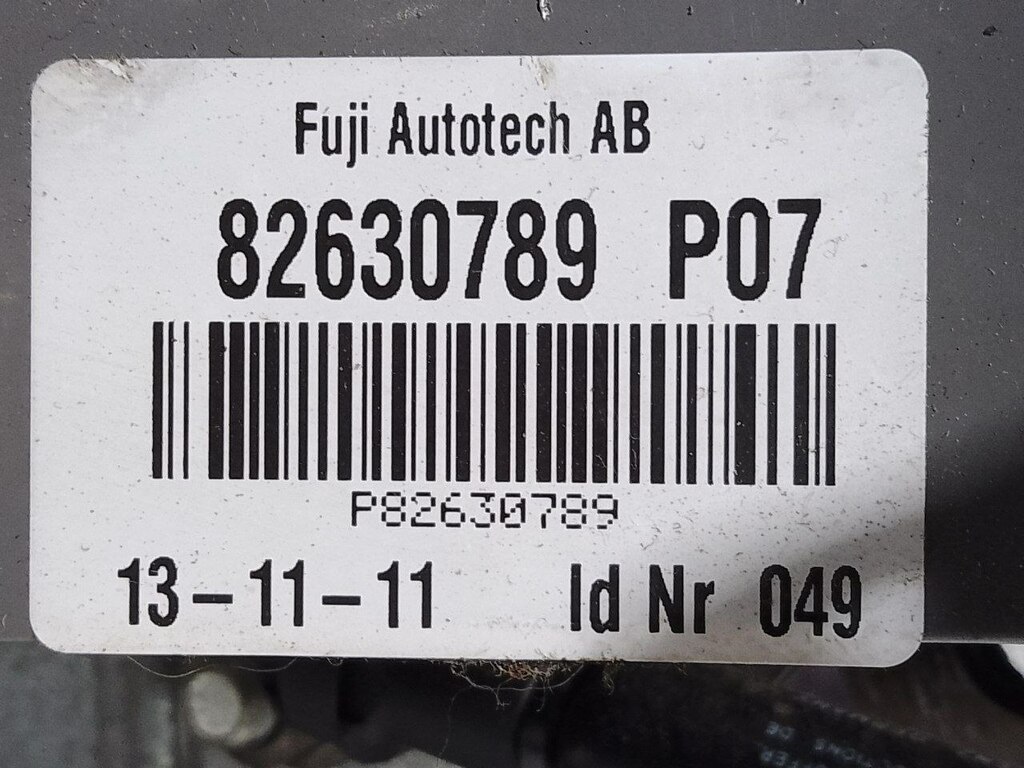 Fuji Autotech AB
82630789 P07
P82630789
13-11-11 Id Nr 049